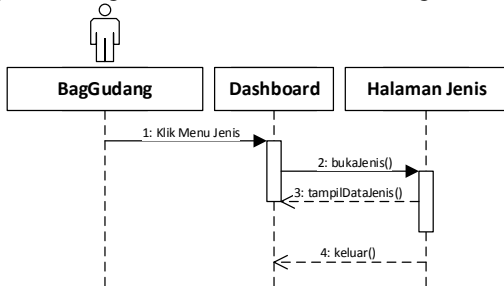 BagGudang
Dashboard
Halaman Jenis
1: Klik Menu Jenis
2: bukaJenis()
3: tampilDataJenis()
4: keluar()